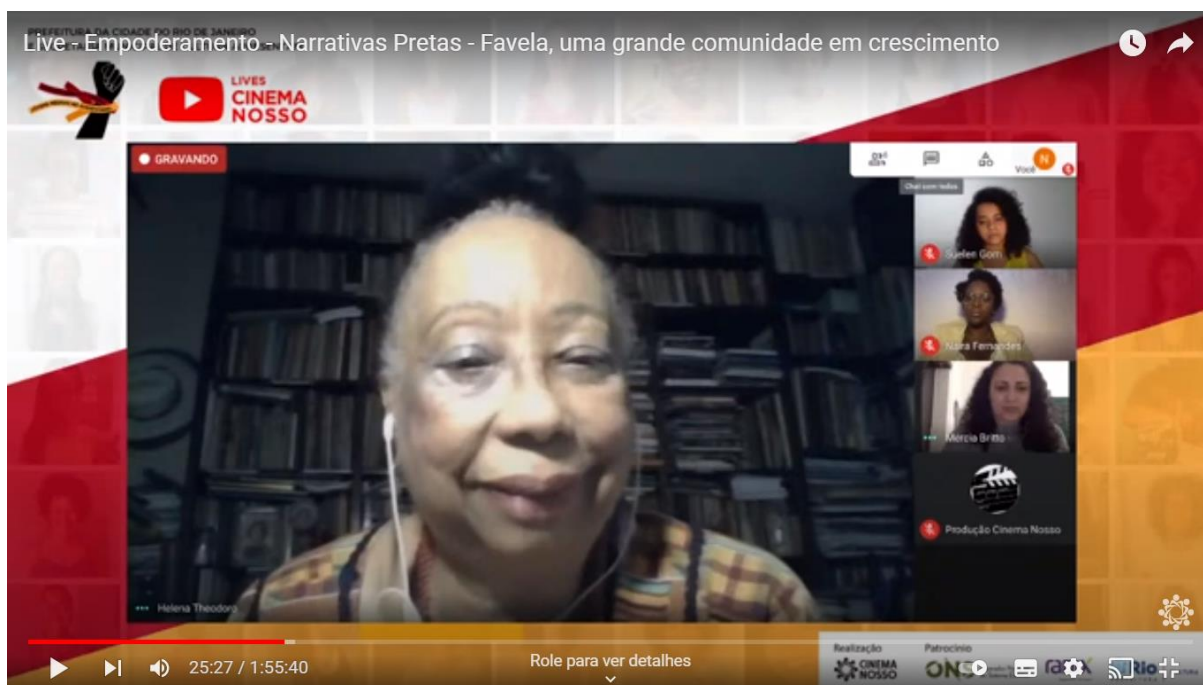 PREFEITURA DA CIDADE DO RIO DE JANEIRO
Live - Empoderamento - Narrativas Pretas - Favela, uma grande comunidade em crescimento
LIVES
CINEMA
NOSSO
GRAVANDO
N
Você
Chat com todos
Suelen Gom
Naira Fernandes
Mércia Britto
Produção Cinema Nosso
Helena Theodoro
Realização
Patrocínio
CINEMA
NOSSO
ONS
Rio
25:27 / 1:55:40
Role para ver detalhes